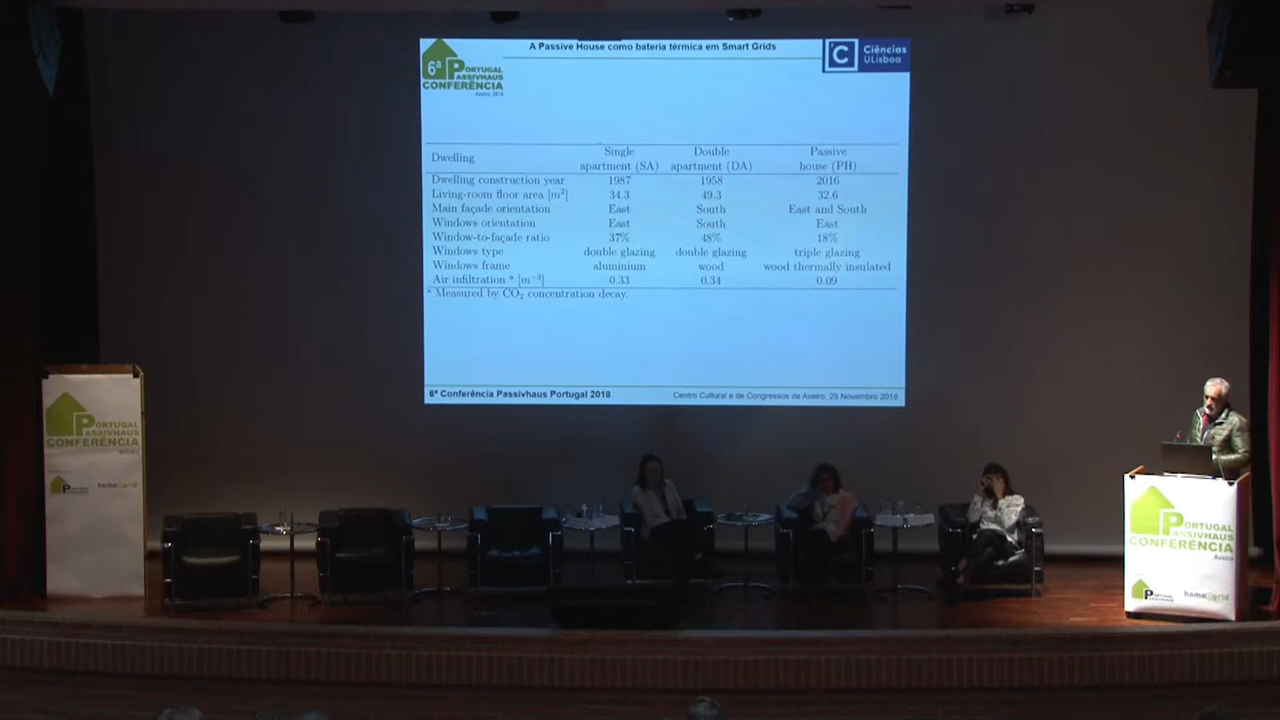 A Passive House como bateria térmica em Smart Grids
6ª PORTUGAL
PASSIVHAUS
CONFERÊNCIA
Aveiro, 2018
C Ciências
ULisboa
Dwelling Single apartment (SA) Double apartment (DA) Passive house (PH)
Dwelling construction year 1987 1958 2016
Living-room floor area [m²] 34.3 49.3 32.6
Main façade orientation East South East and South
Windows orientation East South East
Window-to-façade ratio 37% 48% 18%
Windows type double glazing double glazing triple glazing
Windows frame aluminium wood wood thermally insulated
Air infiltration ª [m⁻³] 0.33 0.34 0.09
ª Measured by CO₂ concentration decay.
6ª Conferência Passivhaus Portugal 2018
Centro Cultural e de Congressos de Aveiro, 29 Novembro 2018
PORTUGAL
PASSIVHAUS
CONFERÊNCIA
Aveiro
homegrid
PORTUGAL
PASSIVHAUS
CONFERÊNCIA
Aveiro
homegrid